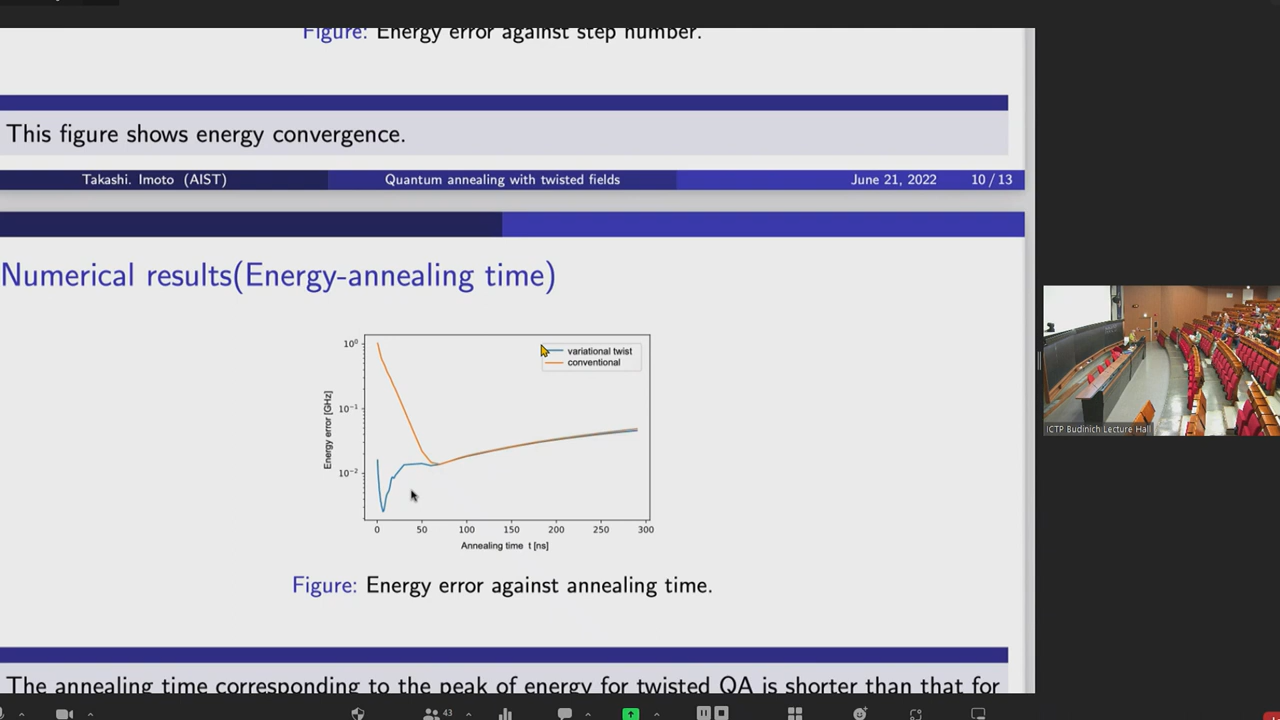 Figure: Energy error against step number.
This figure shows energy convergence.
Takashi. Imoto (AIST)
Quantum annealing with twisted fields
June 21, 2022
10 / 13
Numerical results(Energy-annealing time)
10⁰
10⁻¹
10⁻²
Energy error [GHz]
variational twist
conventional
0 50 100 150 200 250 300
Annealing time t [ns]
Figure: Energy error against annealing time.
The annealing time corresponding to the peak of energy for twisted QA is shorter than that for
ICTP Budinich Lecture Hall
43